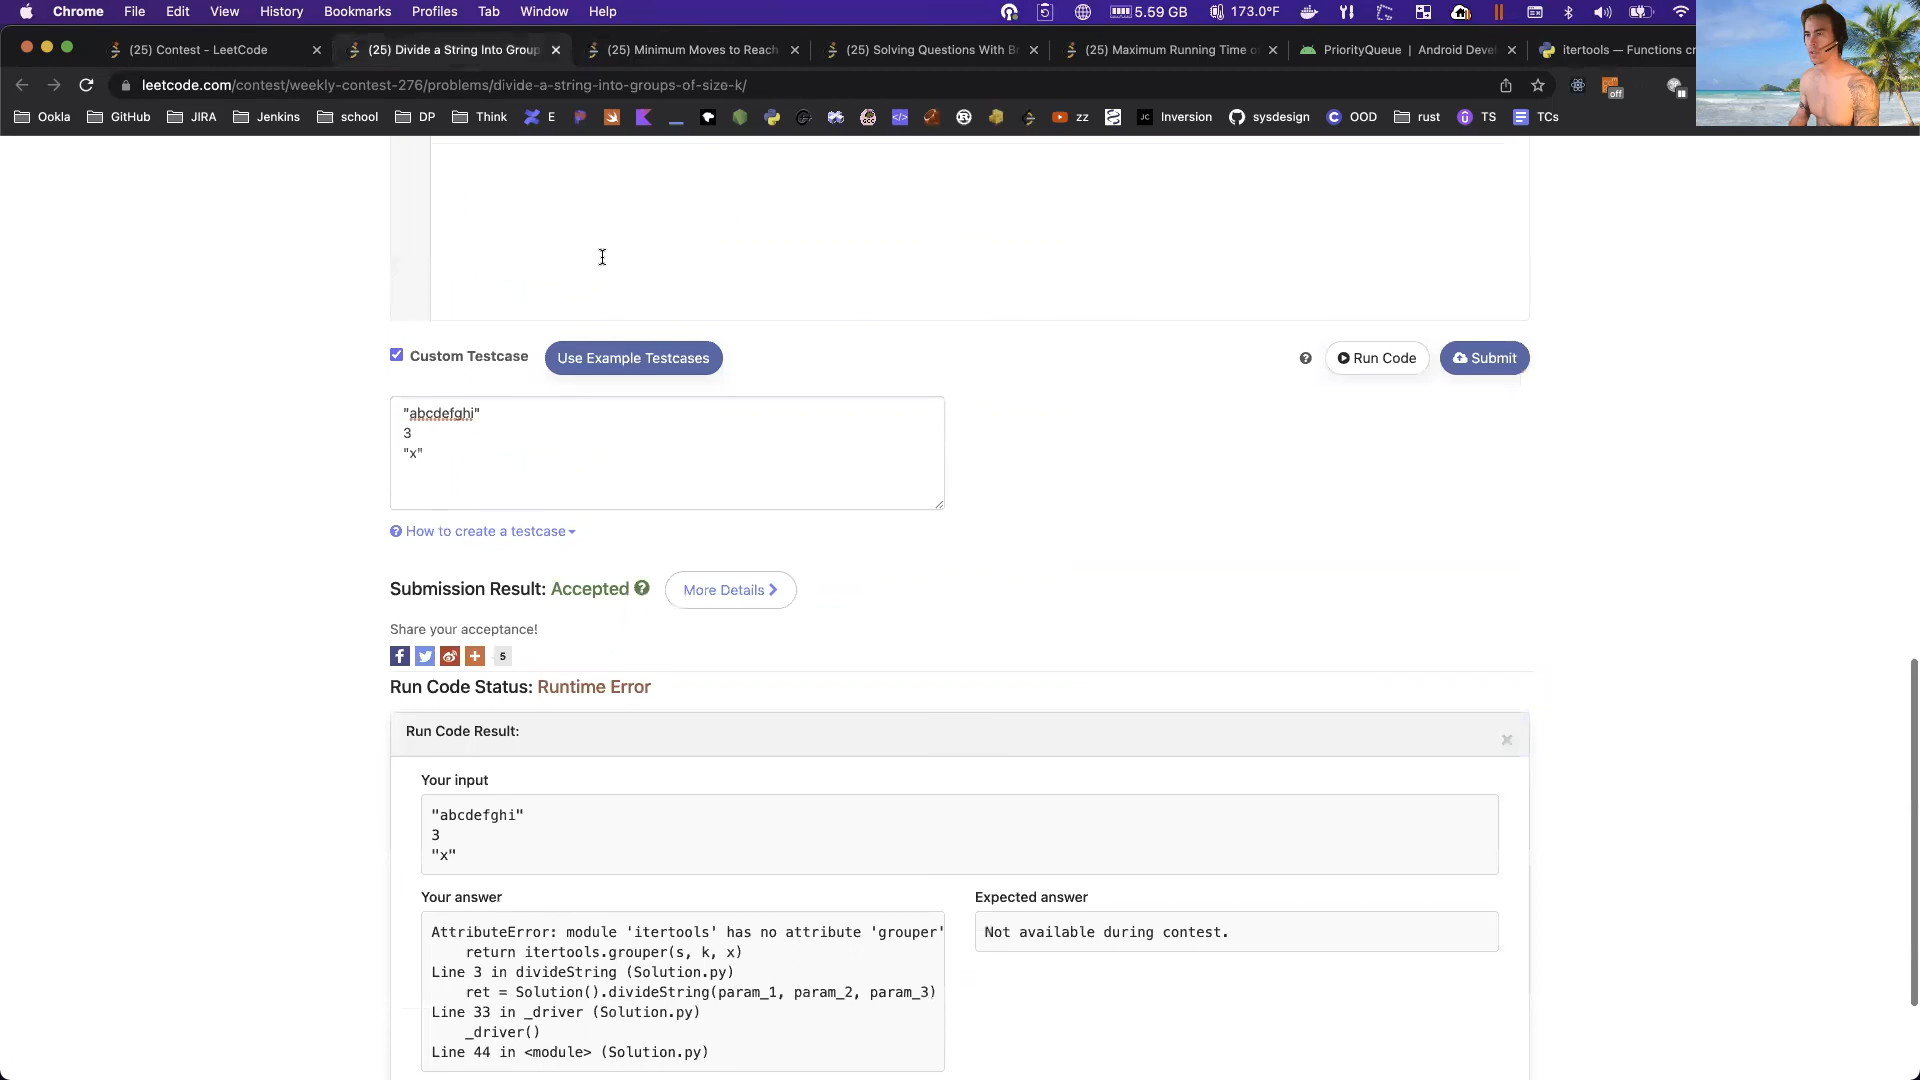 Chrome File Edit View History Bookmarks Profiles Tab Window Help 5.59 GB 173.0°F
(25) Contest - LeetCode (25) Divide a String Into Group (25) Minimum Moves to Reach (25) Solving Questions With Br (25) Maximum Running Time o PriorityQueue | Android Devel itertools — Functions cr
leetcode.com/contest/weekly-contest-276/problems/divide-a-string-into-groups-of-size-k/
off
Ookla GitHub JIRA Jenkins school DP Think E zz Inversion sysdesign OOD rust TS TCs
Custom Testcase Use Example Testcases Run Code Submit
"abcdefghi"
3
"x"
How to create a testcase
Submission Result: Accepted More Details
Share your acceptance!
5
Run Code Status: Runtime Error
Run Code Result:
Your input
"abcdefghi"
3
"x"
Your answer Expected answer
AttributeError: module 'itertools' has no attribute 'grouper' Not available during contest.
return itertools.grouper(s, k, x)
Line 3 in divideString (Solution.py)
ret = Solution().divideString(param_1, param_2, param_3)
Line 33 in _driver (Solution.py)
_driver()
Line 44 in <module> (Solution.py)